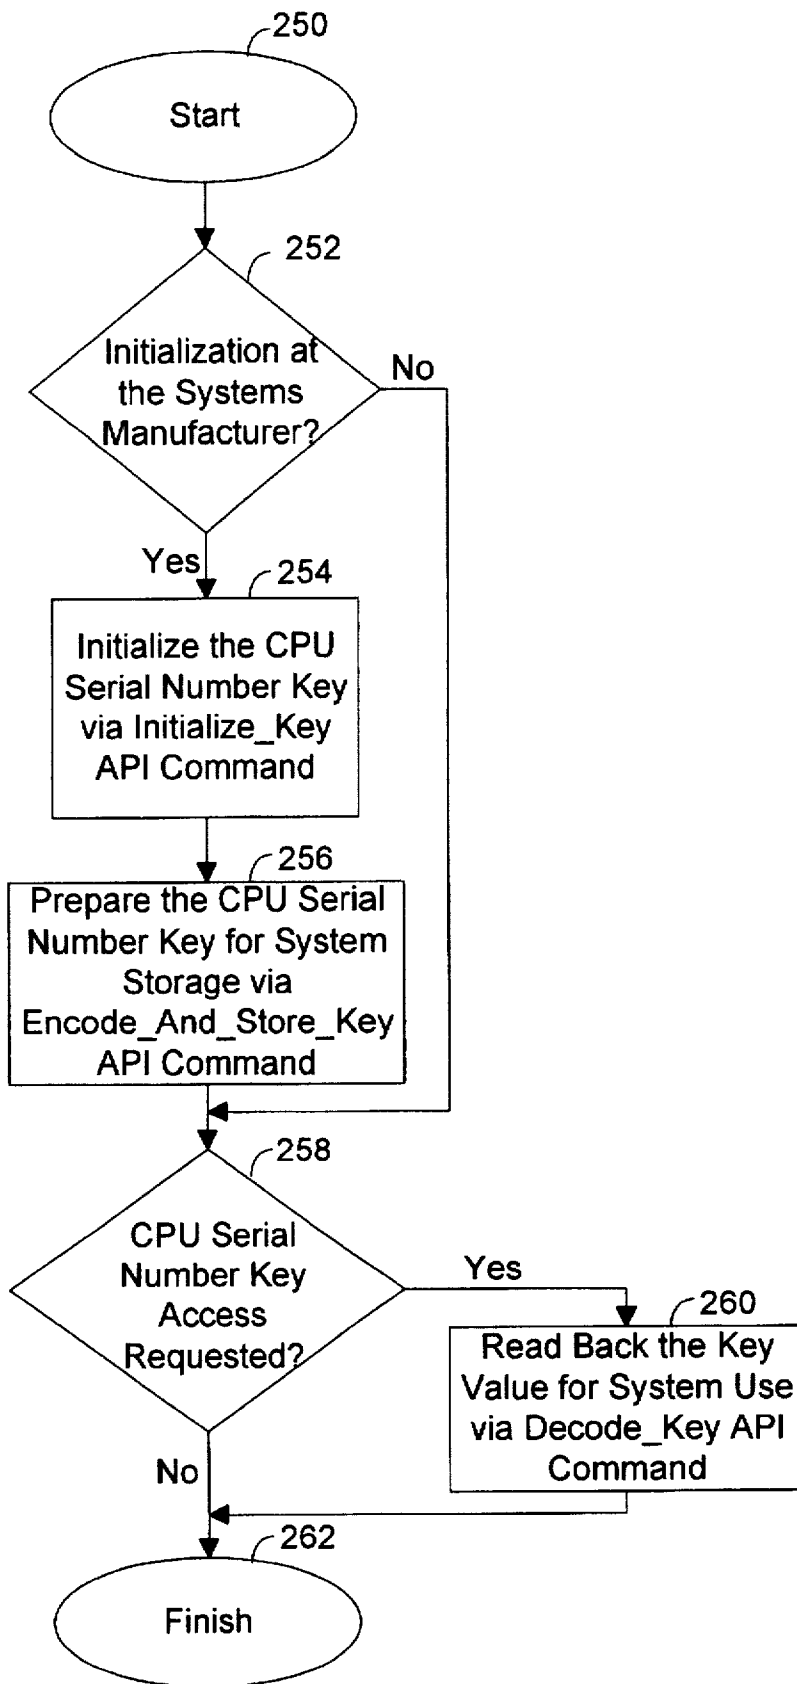 250
Start
252
Initialization at
the Systems
Manufacturer?
No
Yes
254
Initialize the CPU
Serial Number Key
via Initialize_Key
API Command
256
Prepare the CPU Serial
Number Key for System
Storage via
Encode_And_Store_Key
API Command
258
CPU Serial
Number Key
Access
Requested?
Yes
260
Read Back the Key
Value for System Use
via Decode_Key API
Command
No
262
Finish